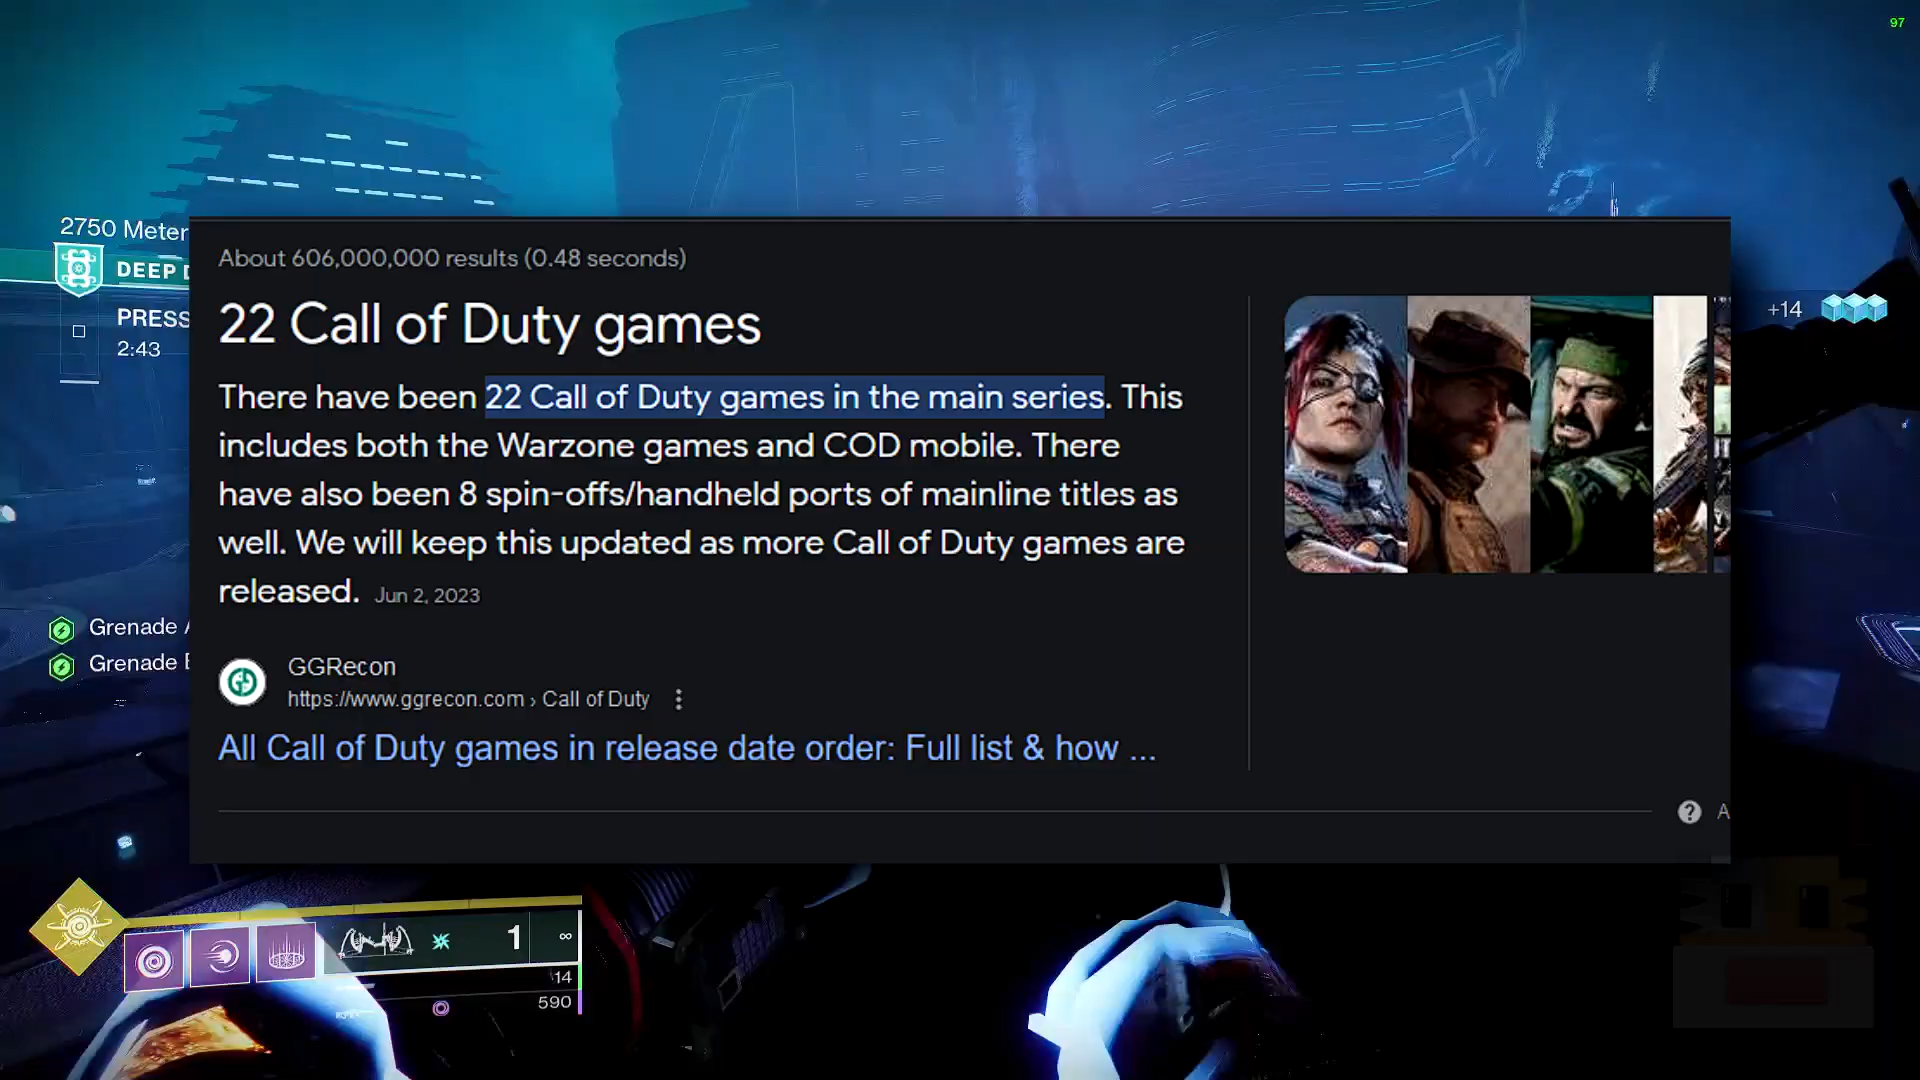 97
2750 Meter
DEEP D
PRESS
2:43
+14
About 606,000,000 results (0.48 seconds)
22 Call of Duty games
There have been 22 Call of Duty games in the main series. This
includes both the Warzone games and COD mobile. There
have also been 8 spin-offs/handheld ports of mainline titles as
well. We will keep this updated as more Call of Duty games are
released. Jun 2, 2023
Grenade
Grenade
GGRecon
https://www.ggrecon.com › Call of Duty
All Call of Duty games in release date order: Full list & how ...
A
1 ∞
14
590